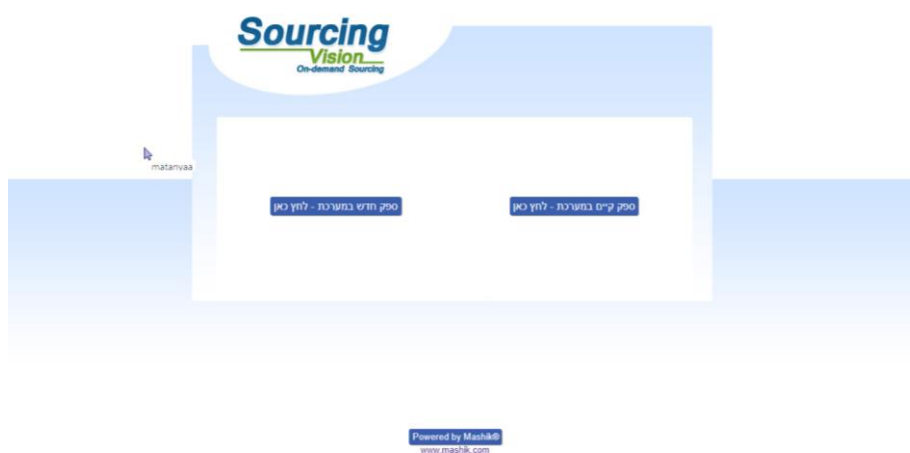 Sourcing
Vision
On-demand Sourcing
matanyaa
ספק קיים במערכת - לחץ כאן
ספק חדש במערכת - לחץ כאן
Powered by Mashik®
www.mashik.com